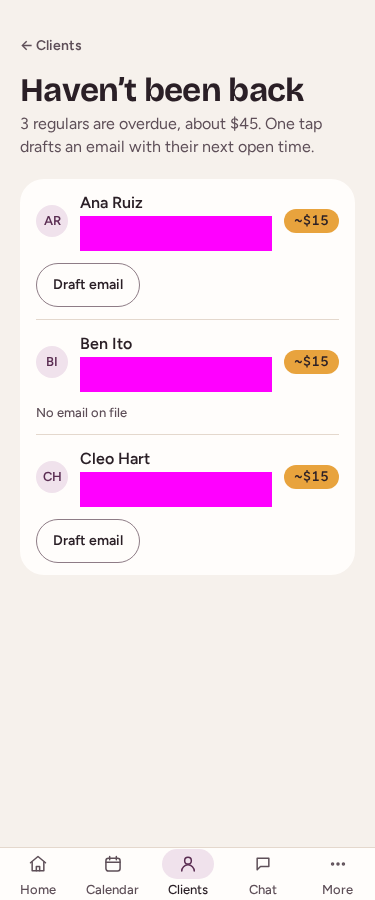 ← Clients
Haven’t been back
3 regulars are overdue, about $45. One tap
drafts an email with their next open time.
AR
Ana Ruiz
~$15
Draft email
BI
Ben Ito
~$15
No email on file
CH
Cleo Hart
~$15
Draft email
Home
Calendar
Clients
Chat
More